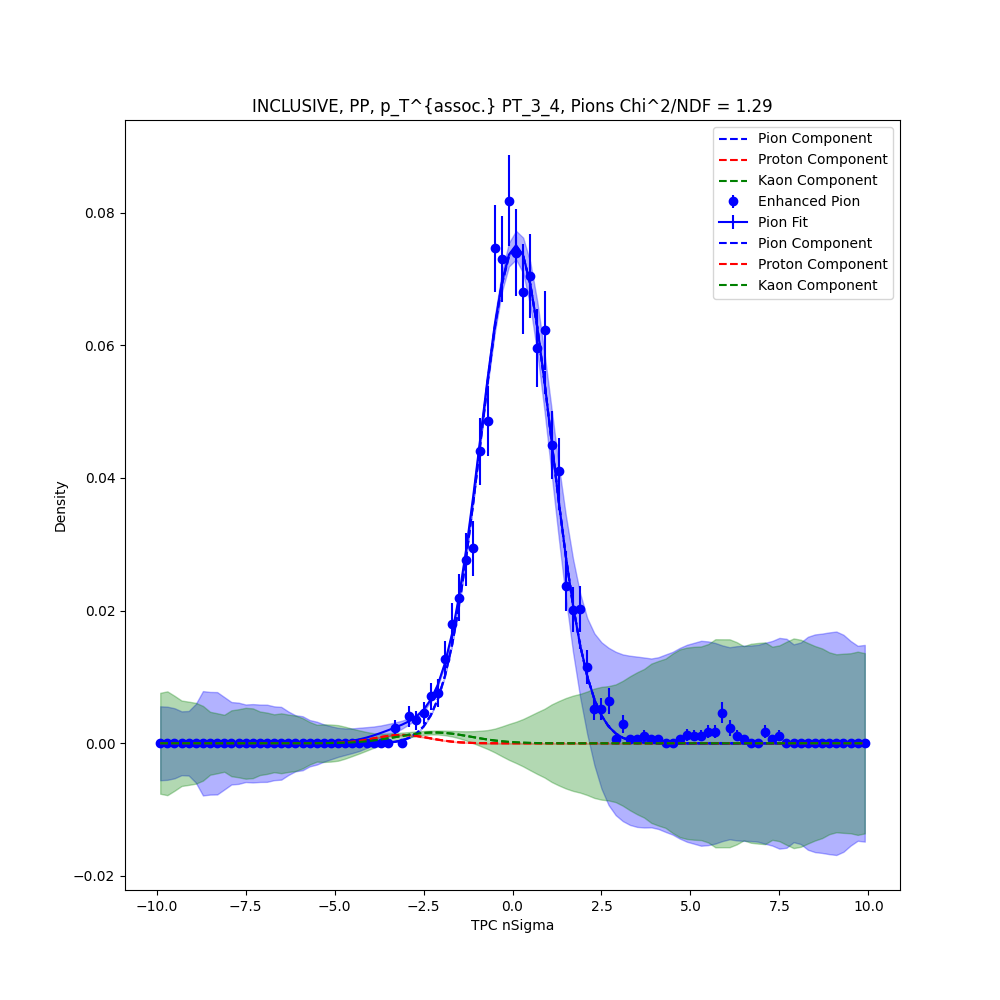 INCLUSIVE, PP, p_T^{assoc.} PT_3_4, Pions Chi^2/NDF = 1.29
Pion Component
Proton Component
Kaon Component
Enhanced Pion
Pion Fit
Pion Component
Proton Component
Kaon Component
Density
0.08
0.06
0.04
0.02
0.00
−0.02
−10.0 −7.5 −5.0 −2.5 0.0 2.5 5.0 7.5 10.0
TPC nSigma